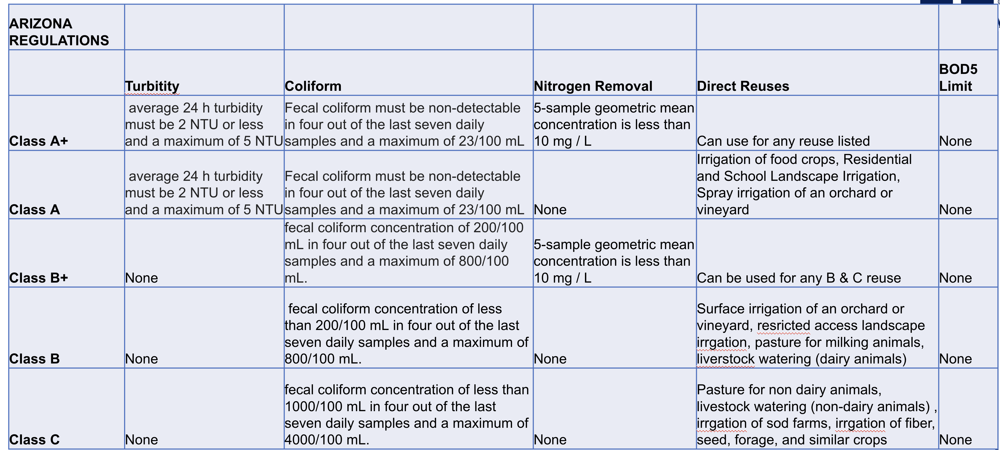 ARIZONA
REGULATIONS
BOD5
Turbitity Coliform Nitrogen Removal Direct Reuses Limit
average 24 h turbidity
must be 2 NTU or less
and a maximum of 5 NTU
Fecal coliform must be non-detectable
in four out of the last seven daily
samples and a maximum of 23/100 mL
5-sample geometric mean
concentration is less than
10 mg / L
Class A+
Can use for any reuse listed
None
Class A
average 24 h turbidity
must be 2 NTU or less
and a maximum of 5 NTU
Fecal coliform must be non-detectable
in four out of the last seven daily
samples and a maximum of 23/100 mL
None
Irrigation of food crops, Residential
and School Landscape Irrigation,
Spray irrigation of an orchard or
vineyard
None
Class B+
None
fecal coliform concentration of 200/100
mL in four out of the last seven daily
samples and a maximum of 800/100
mL.
5-sample geometric mean
concentration is less than
10 mg / L
Can be used for any B & C reuse
None
Class B
None
fecal coliform concentration of less
than 200/100 mL in four out of the last
seven daily samples and a maximum of
800/100 mL.
None
Surface irrigation of an orchard or
vineyard, resricted access landscape
irrgation, pasture for milking animals,
liverstock watering (dairy animals)
None
Class C
None
fecal coliform concentration of less than
1000/100 mL in four out of the last
seven daily samples and a maximum of
4000/100 mL.
None
Pasture for non dairy animals,
livestock watering (non-dairy animals) ,
irrgation of sod farms, irrgation of fiber,
seed, forage, and similar crops
None